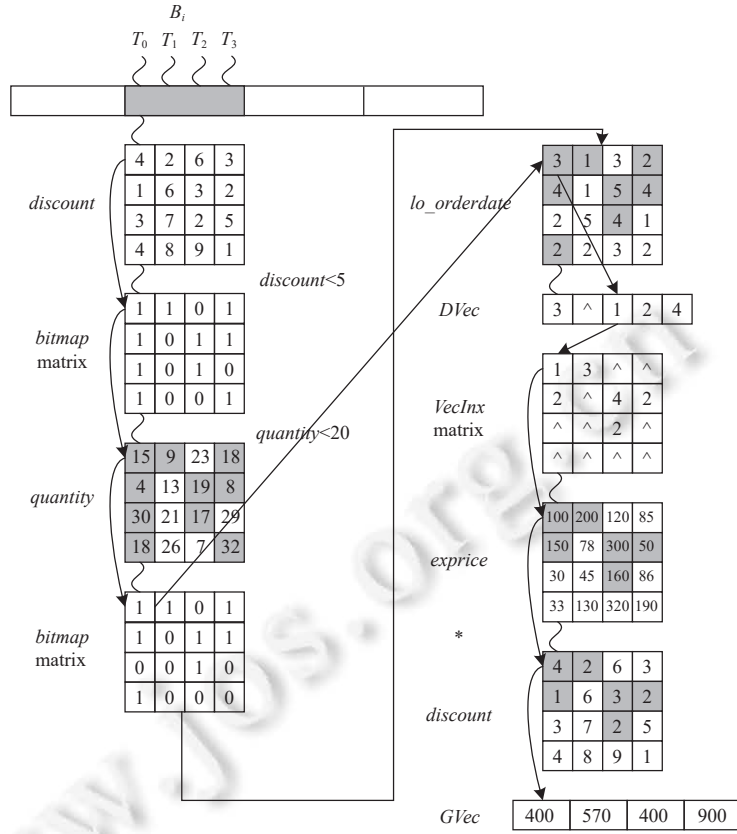 B_i
T_0 T_1 T_2 T_3
discount
4 2 6 3
1 6 3 2
3 7 2 5
4 8 9 1
discount<5
bitmap
matrix
1 1 0 1
1 0 1 1
1 0 1 0
1 0 0 1
quantity<20
quantity
15 9 23 18
4 13 19 8
30 21 17 29
18 26 7 32
bitmap
matrix
1 1 0 1
1 0 1 1
0 0 1 0
1 0 0 0
lo_orderdate
3 1 3 2
4 1 5 4
2 5 4 1
2 2 3 2
DVec
3 ^ 1 2 4
VecInx
matrix
1 3 ^ ^
2 ^ 4 2
^ ^ 2 ^
^ ^ ^ ^
exprice
100 200 120 85
150 78 300 50
30 45 160 86
33 130 320 190
*
discount
4 2 6 3
1 6 3 2
3 7 2 5
4 8 9 1
GVec
400 570 400 900
www.jos.org.cn